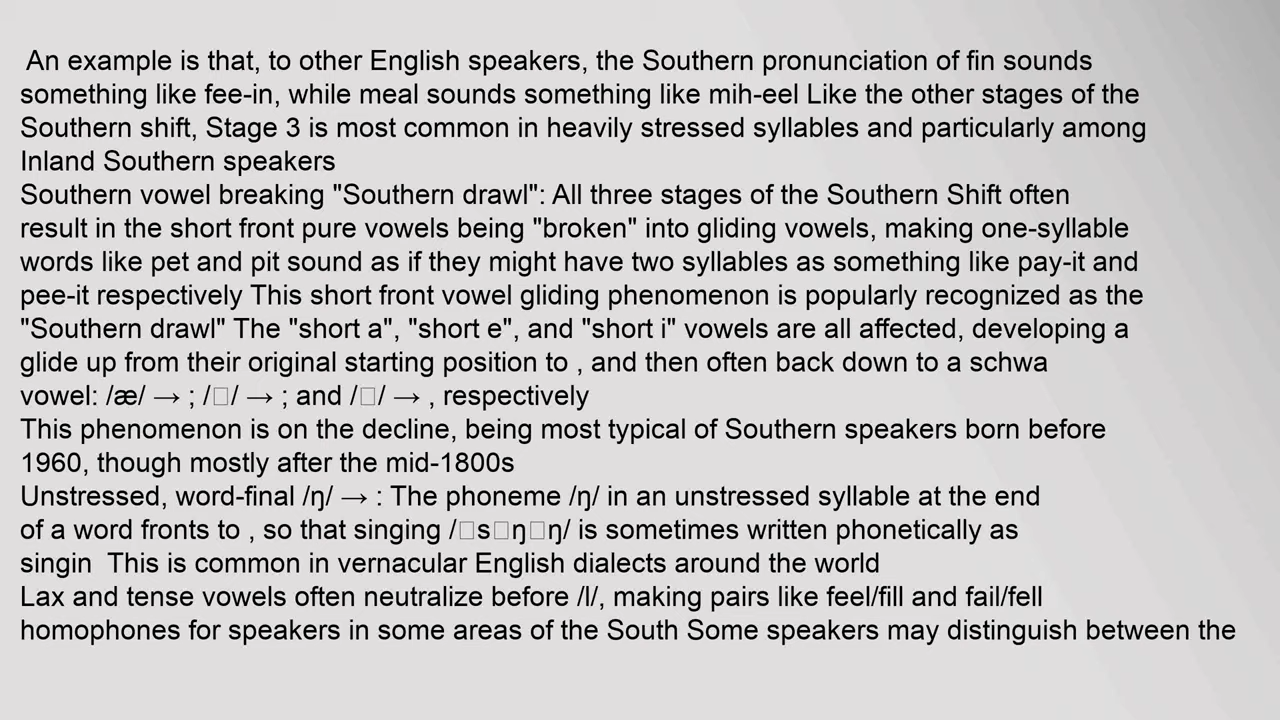 An example is that, to other English speakers, the Southern pronunciation of fin sounds
something like fee-in, while meal sounds something like mih-eel Like the other stages of the
Southern shift, Stage 3 is most common in heavily stressed syllables and particularly among
Inland Southern speakers
Southern vowel breaking "Southern drawl": All three stages of the Southern Shift often
result in the short front pure vowels being "broken" into gliding vowels, making one-syllable
words like pet and pit sound as if they might have two syllables as something like pay-it and
pee-it respectively This short front vowel gliding phenomenon is popularly recognized as the
"Southern drawl" The "short a", "short e", and "short i" vowels are all affected, developing a
glide up from their original starting position to , and then often back down to a schwa
vowel: /æ/ → ; /□/ → ; and /□/ → , respectively
This phenomenon is on the decline, being most typical of Southern speakers born before
1960, though mostly after the mid-1800s
Unstressed, word-final /ŋ/ → : The phoneme /ŋ/ in an unstressed syllable at the end
of a word fronts to , so that singing /□s□ŋ□ŋ/ is sometimes written phonetically as
singin  This is common in vernacular English dialects around the world
Lax and tense vowels often neutralize before /l/, making pairs like feel/fill and fail/fell
homophones for speakers in some areas of the South Some speakers may distinguish between the